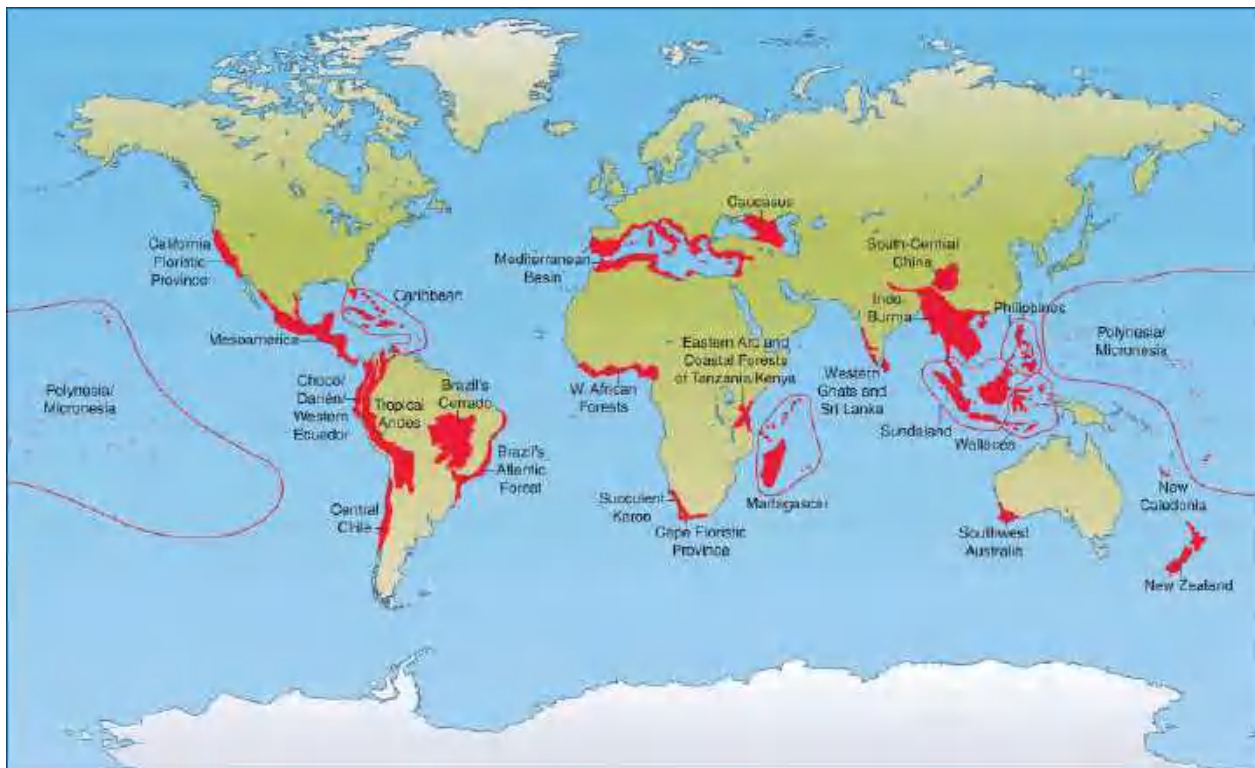 California
Floristic
Province
Mesoamerica
Caribbean
Polynesia/
Micronesia
Choco/
Darien/
Western
Ecuador
Tropical
Andes
Brazil's
Cerrado
Brazil's
Atlantic
Forest
Central
Chile
Caucasus
Mediterranean
Basin
W. African
Forests
Eastern Arc and
Coastal Forests
of Tanzania/Kenya
Succulent
Karoo
Cape Floristic
Province
Madagascar
South-Central
China
Indo-
Burma
Philippines
Western
Ghats and
Sri Lanka
Sundaland
Wallacea
Polynesia/
Micronesia
New
Caledonia
Southwest
Australia
New Zealand